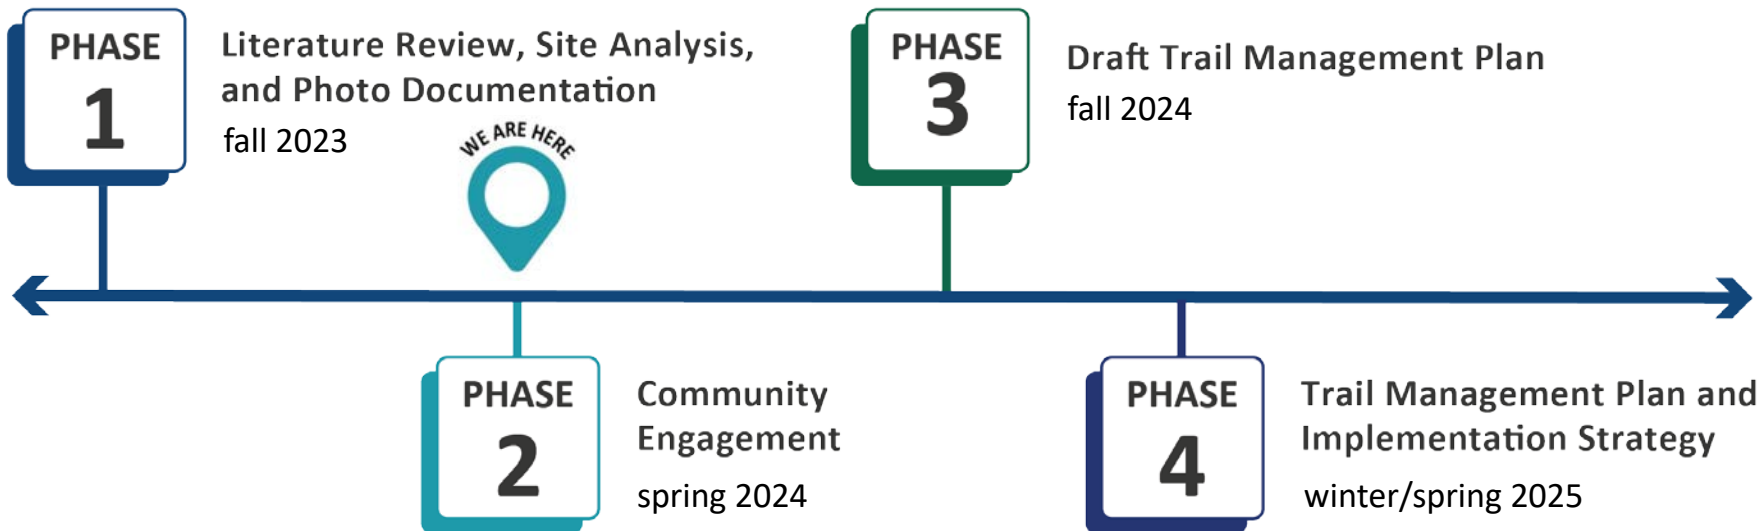 PHASE
1
Literature Review, Site Analysis,
and Photo Documentation
fall 2023
WE ARE HERE
PHASE
2
Community
Engagement
spring 2024
PHASE
3
Draft Trail Management Plan
fall 2024
PHASE
4
Trail Management Plan and
Implementation Strategy
winter/spring 2025